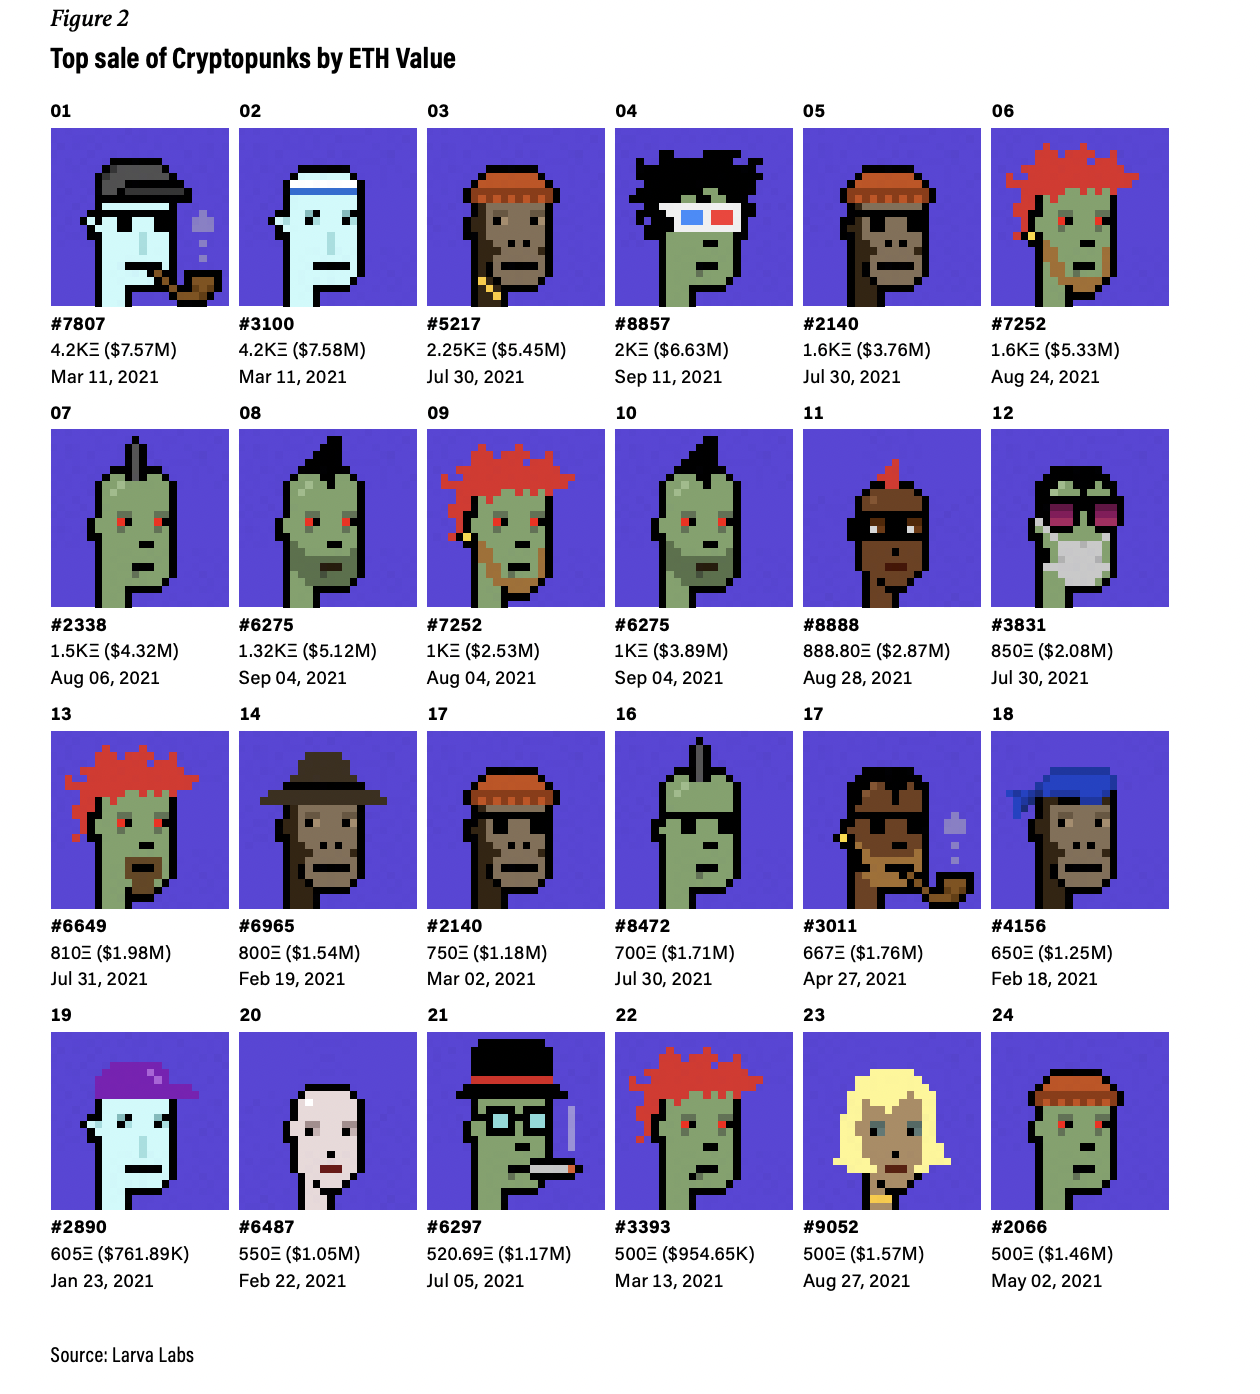 Figure 2
Top sale of Cryptopunks by ETH Value
01 02 03 04 05 06
#7807 #3100 #5217 #8857 #2140 #7252
4.2KΞ ($7.57M) 4.2KΞ ($7.58M) 2.25KΞ ($5.45M) 2KΞ ($6.63M) 1.6KΞ ($3.76M) 1.6KΞ ($5.33M)
Mar 11, 2021 Mar 11, 2021 Jul 30, 2021 Sep 11, 2021 Jul 30, 2021 Aug 24, 2021
07 08 09 10 11 12
#2338 #6275 #7252 #6275 #8888 #3831
1.5KΞ ($4.32M) 1.32KΞ ($5.12M) 1KΞ ($2.53M) 1KΞ ($3.89M) 888.80Ξ ($2.87M) 850Ξ ($2.08M)
Aug 06, 2021 Sep 04, 2021 Aug 04, 2021 Sep 04, 2021 Aug 28, 2021 Jul 30, 2021
13 14 17 16 17 18
#6649 #6965 #2140 #8472 #3011 #4156
810Ξ ($1.98M) 800Ξ ($1.54M) 750Ξ ($1.18M) 700Ξ ($1.71M) 667Ξ ($1.76M) 650Ξ ($1.25M)
Jul 31, 2021 Feb 19, 2021 Mar 02, 2021 Jul 30, 2021 Apr 27, 2021 Feb 18, 2021
19 20 21 22 23 24
#2890 #6487 #6297 #3393 #9052 #2066
605Ξ ($761.89K) 550Ξ ($1.05M) 520.69Ξ ($1.17M) 500Ξ ($954.65K) 500Ξ ($1.57M) 500Ξ ($1.46M)
Jan 23, 2021 Feb 22, 2021 Jul 05, 2021 Mar 13, 2021 Aug 27, 2021 May 02, 2021
Source: Larva Labs